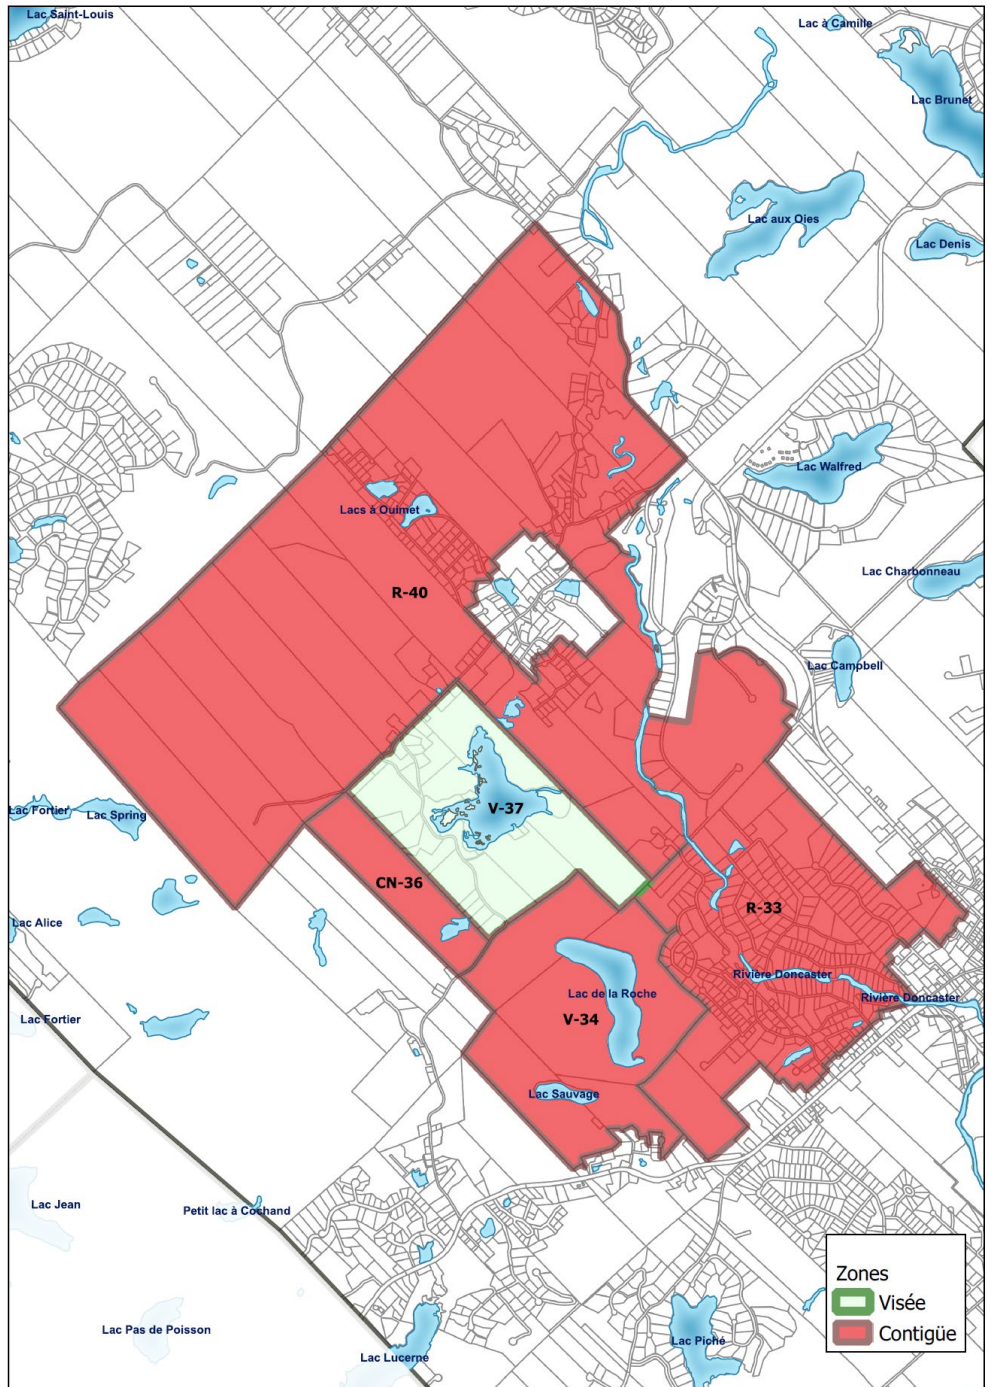 Lac Saint-Louis
Lac à Camille
Lac Brunet
Lac aux Oies
Lac Denis
Lac Walfred
Lacs à Ouimet
Lac Charbonneau
R-40
Lac Campbell
V-37
Lac Fortier
Lac Spring
CN-36
R-33
Lac Alice
Rivière Doncaster
Lac de la Roche
Rivière Doncaster
Lac Fortier
V-34
Lac Sauvage
Lac Jean
Petit lac à Cochand
Zones
Visée
Contigüe
Lac Pas de Poisson
Lac Piché
Lac Lucerne